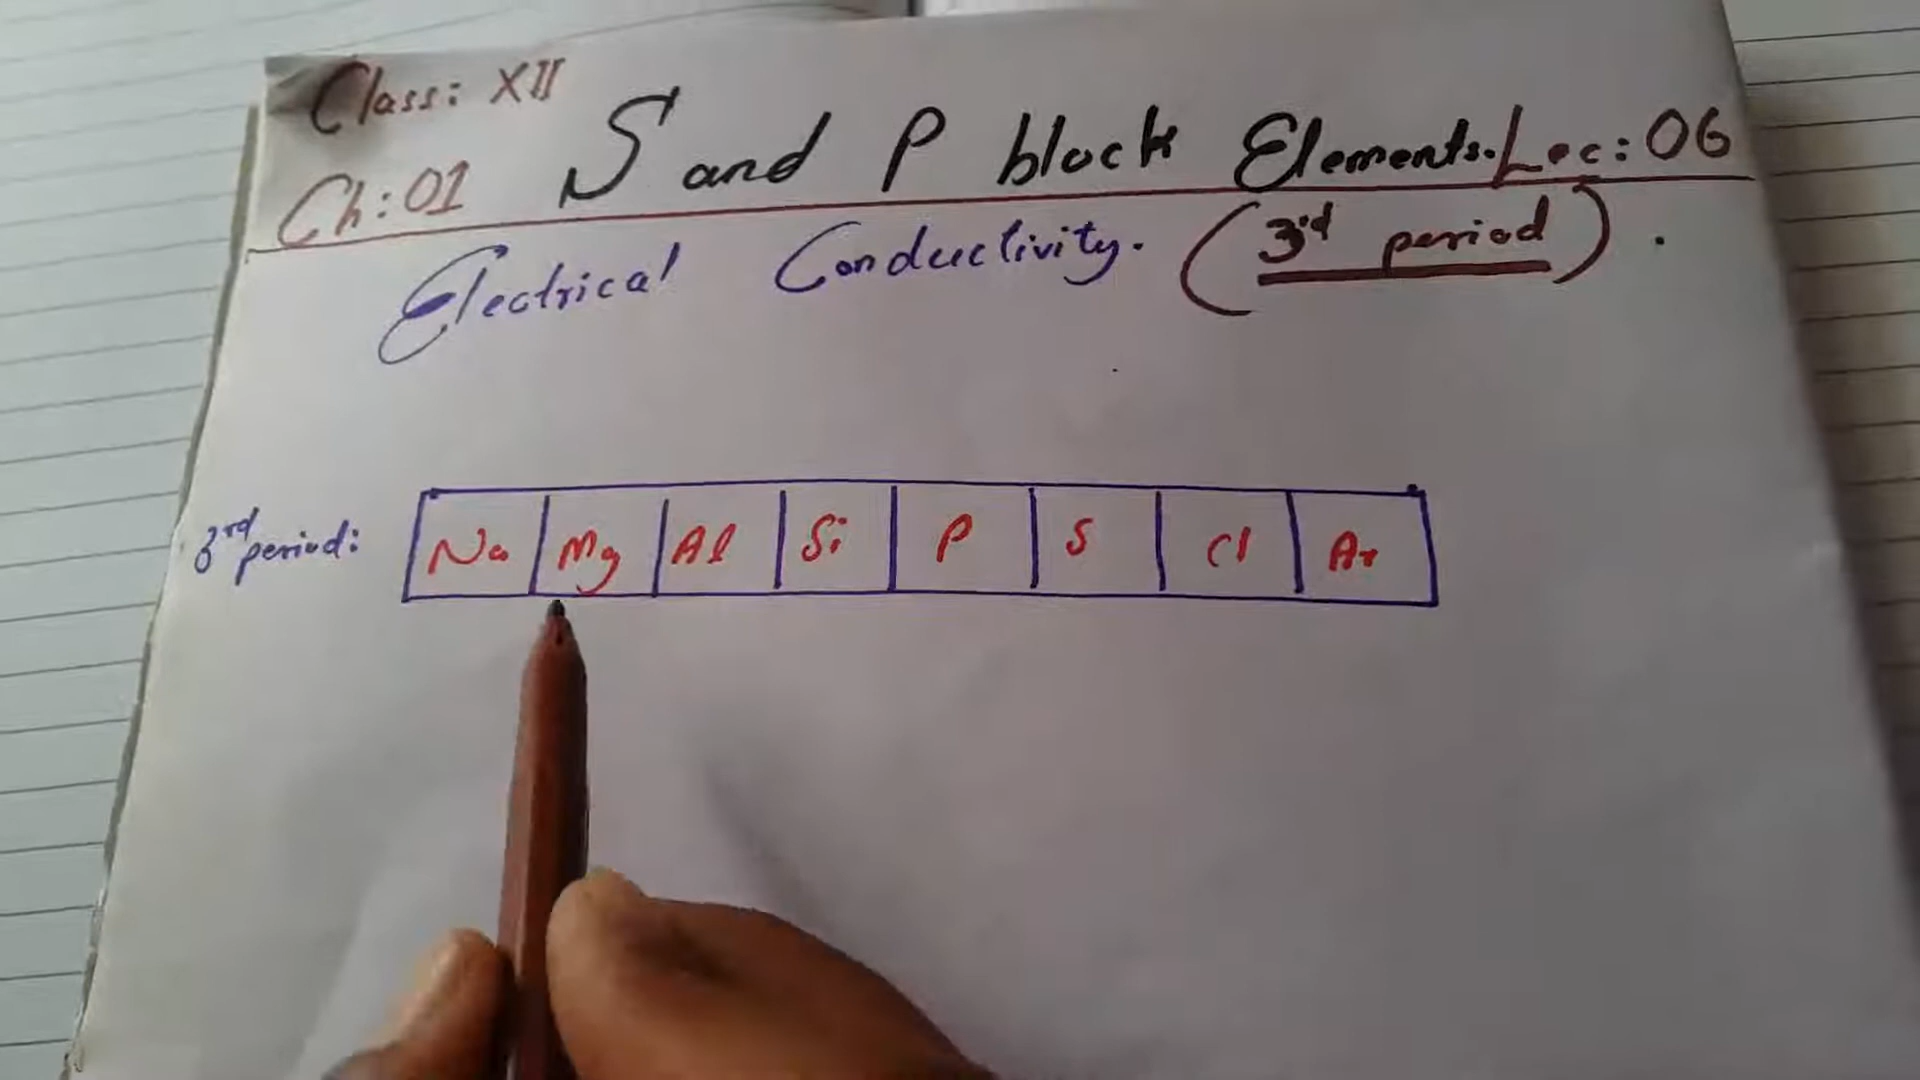 Class: XII
Ch: 01 S and P block Elements. Lec: 06
Electrical Conductivity. (3rd period).
3rd period: Na Mg Al Si P S Cl Ar